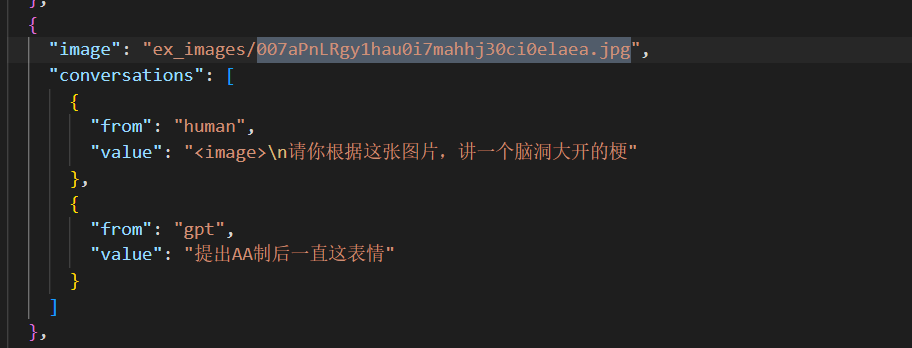 },
{
"image": "ex_images/007aPnLRgy1hau0i7mahhj30ci0elaea.jpg",
"conversations": [
{
"from": "human",
"value": "<image>\n请你根据这张图片，讲一个脑洞大开的梗"
},
{
"from": "gpt",
"value": "提出AA制后一直这表情"
}
]
},